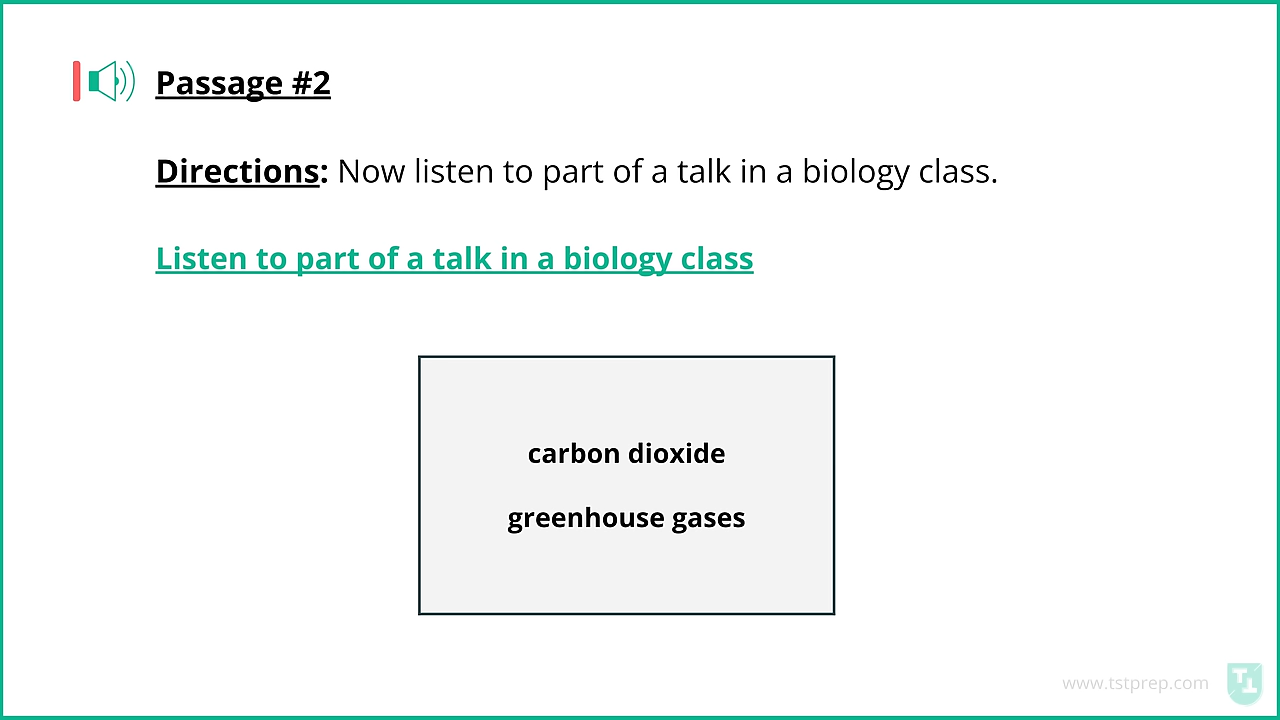 Passage #2
Directions: Now listen to part of a talk in a biology class.
Listen to part of a talk in a biology class
carbon dioxide
greenhouse gases
www.tstprep.com